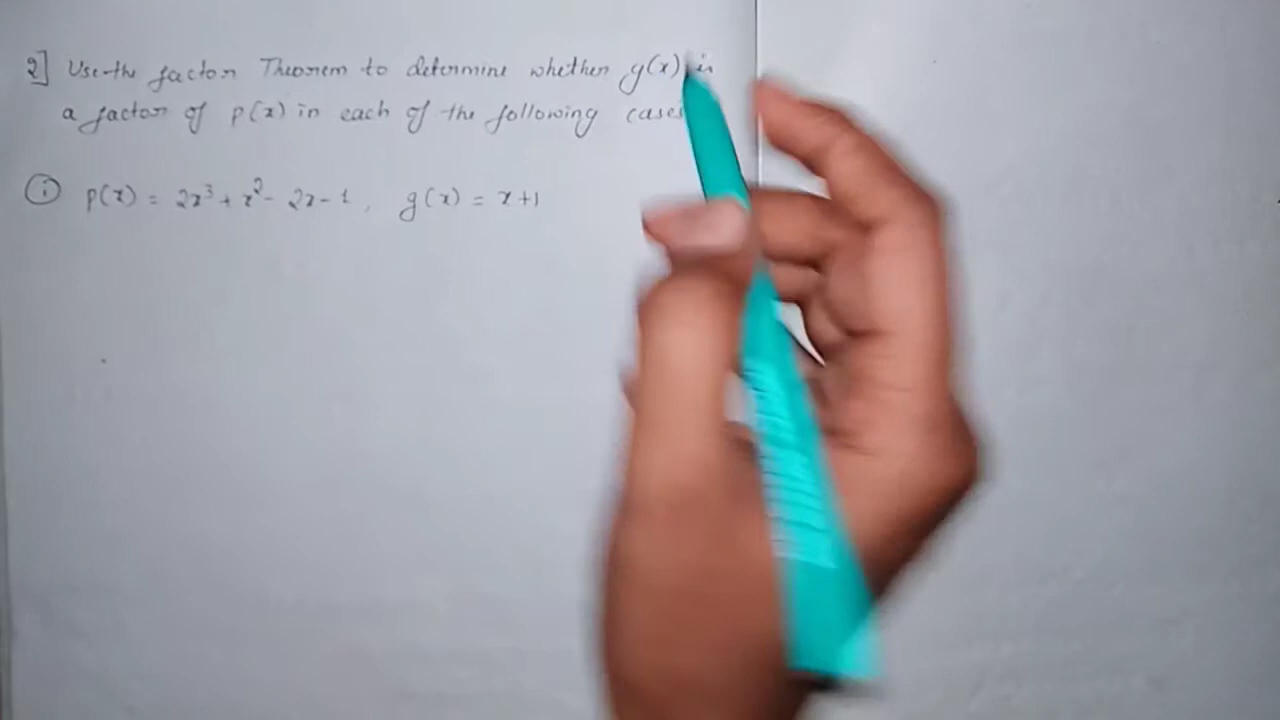 2] Use the factor Theorem to determine whether g(x) is
a factor of p(x) in each of the following cases
(i) p(x) = 2x³ + x² - 2x - 1, g(x) = x + 1